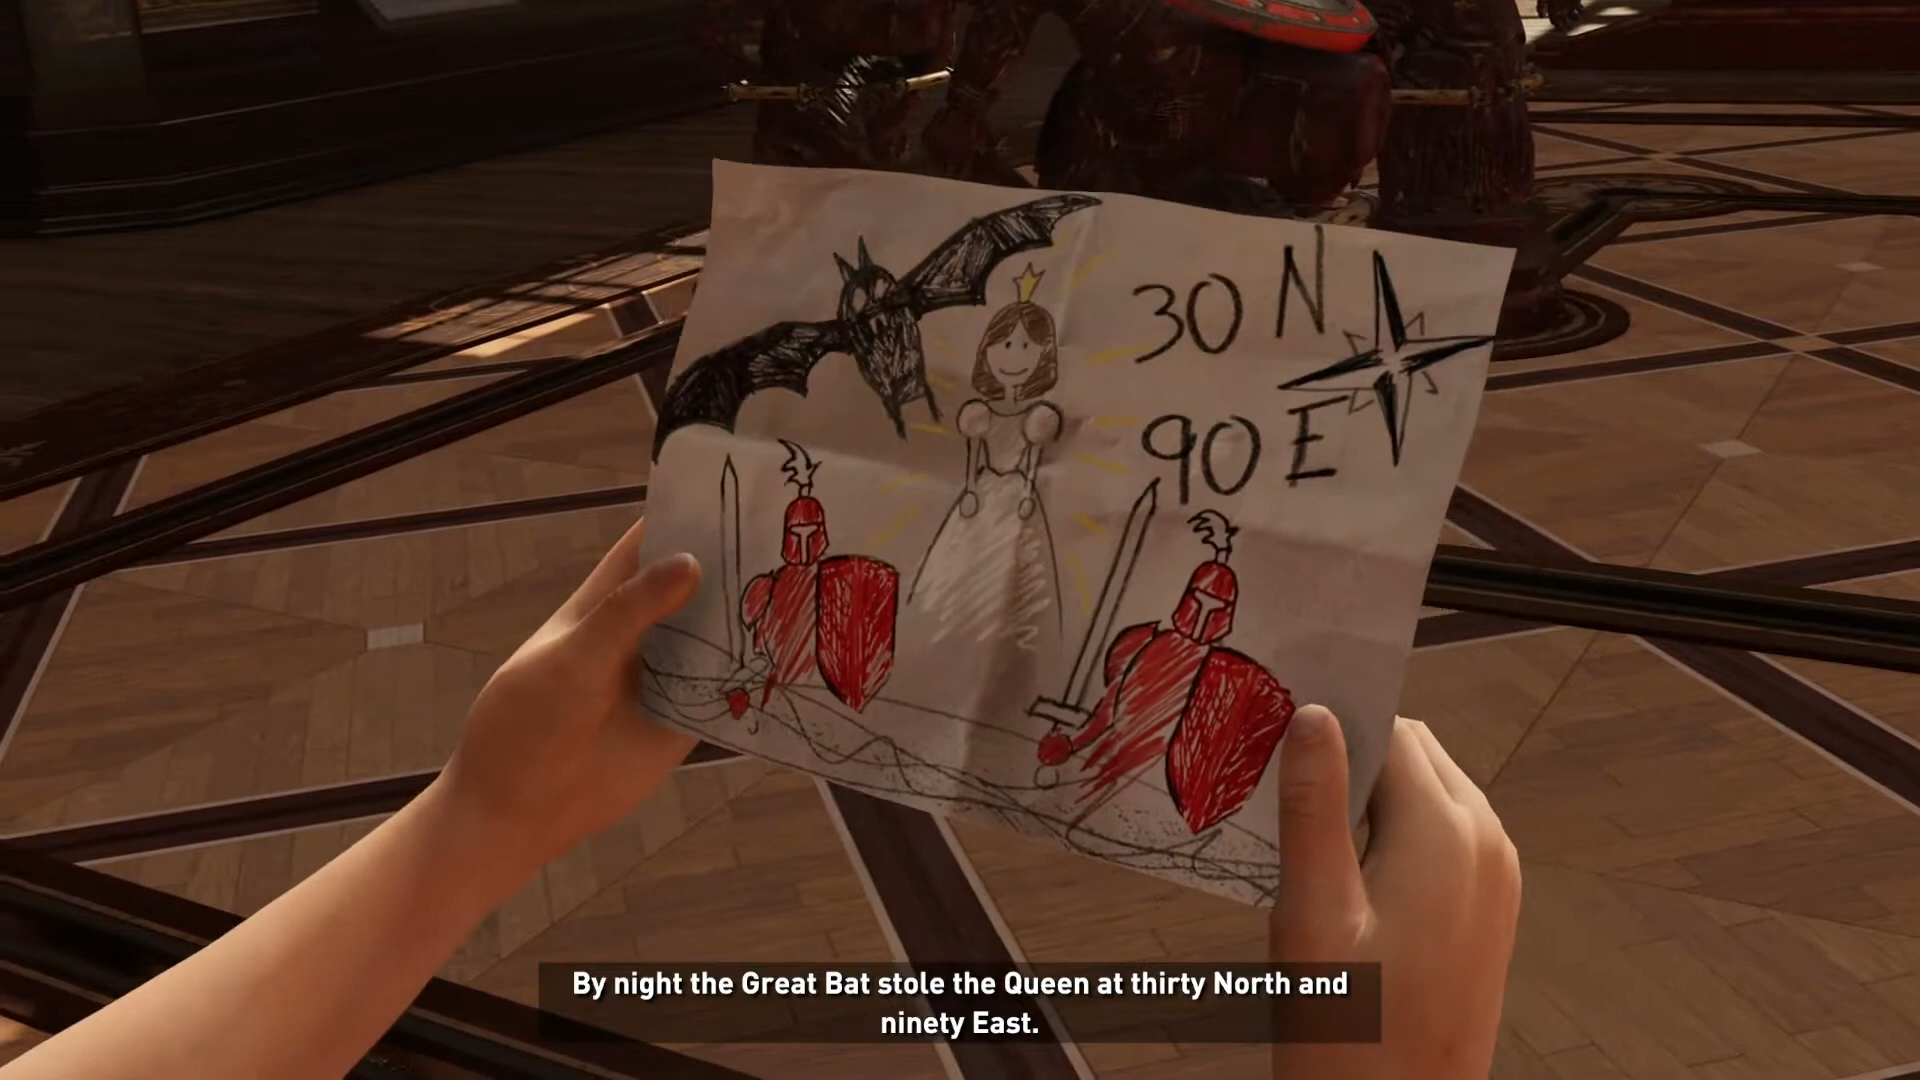 30 N
90 E
By night the Great Bat stole the Queen at thirty North and
ninety East.